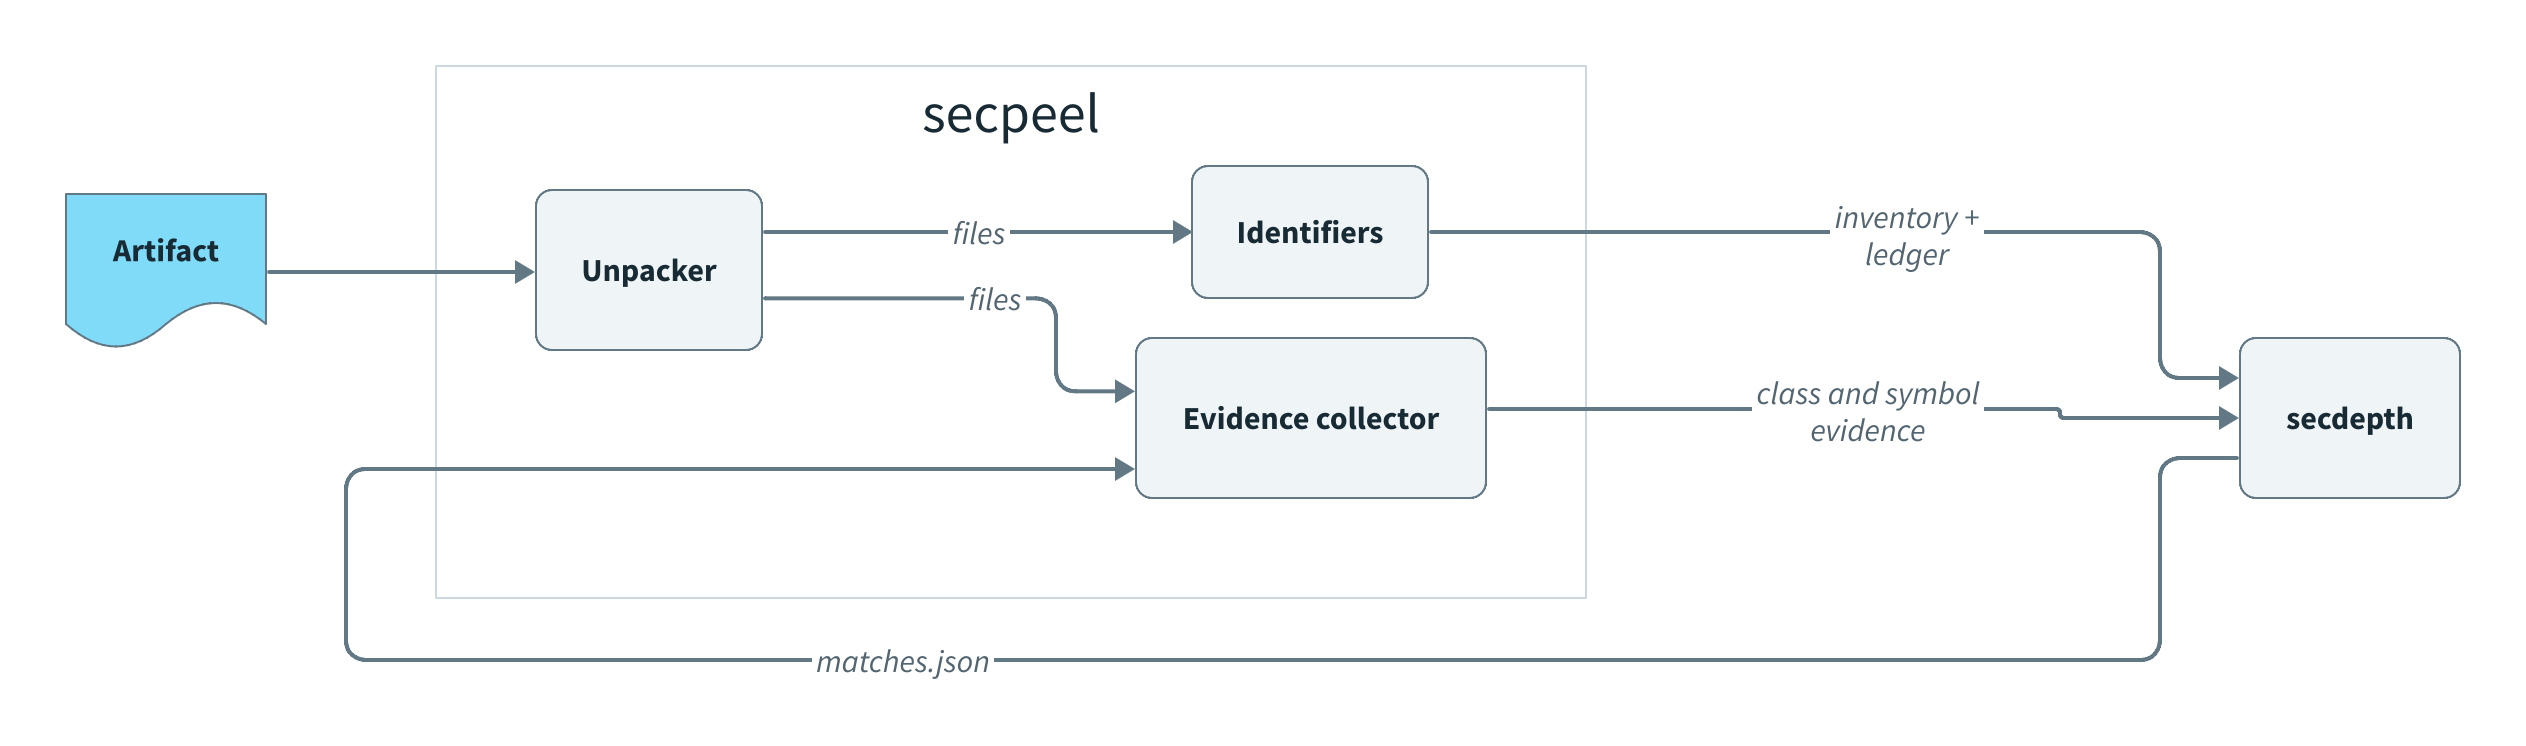 secpeel
Artifact
Unpacker
files
files
Identifiers
Evidence collector
inventory +
ledger
class and symbol
evidence
secdepth
matches.json